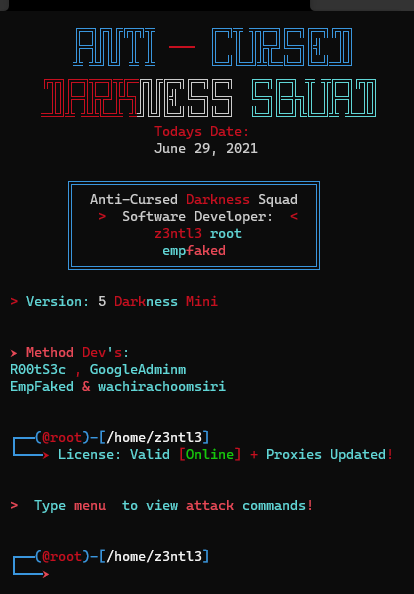 ANTI — CURSED
DARKNESS SQUAD
Todays Date:
June 29, 2021
Anti-Cursed Darkness Squad
> Software Developer: <
z3ntl3 root
empfaked
> Version: 5 Darkness Mini
➤ Method Dev's:
R00tS3c , GoogleAdminm
EmpFaked & wachirachoomsiri
┌──(@root)-[/home/z3ntl3]
└──➤ License: Valid [Online] + Proxies Updated!
> Type menu to view attack commands!
┌──(@root)-[/home/z3ntl3]
└──➤